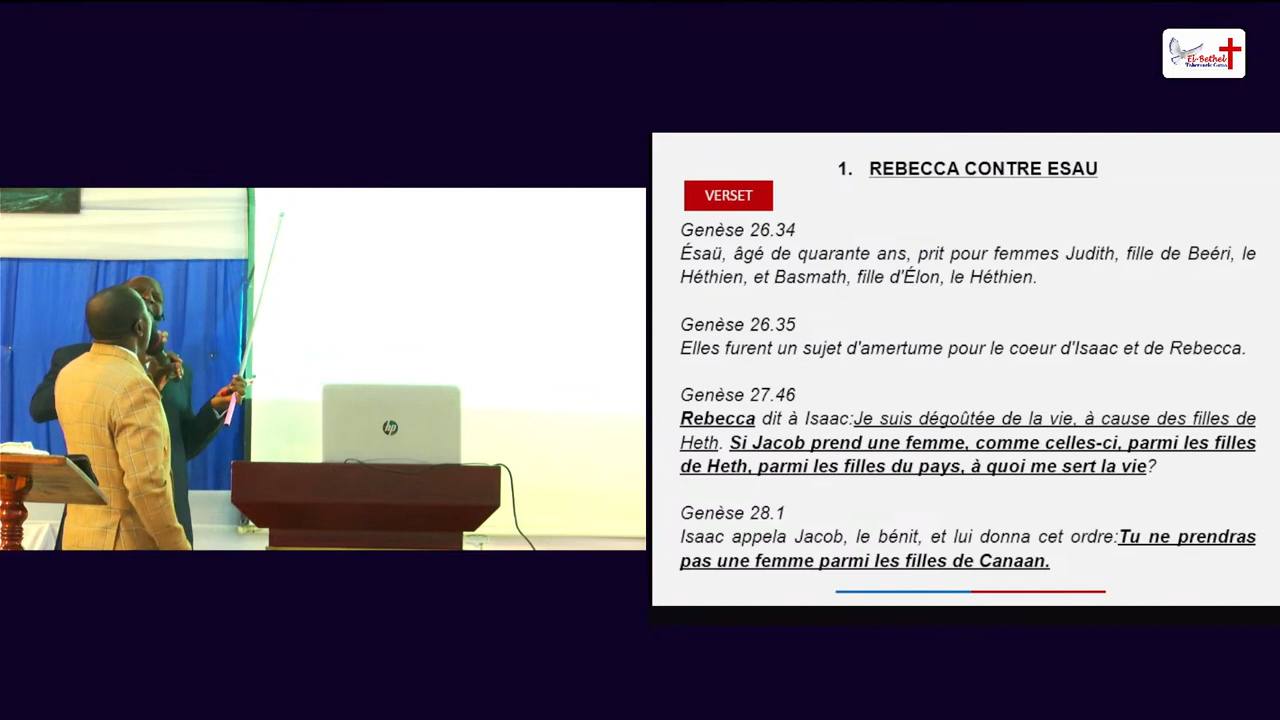 El-Bethel
1. REBECCA CONTRE ESAU
VERSET
Genèse 26.34
Ésaü, âgé de quarante ans, prit pour femmes Judith, fille de Beéri, le
Héthien, et Basmath, fille d'Élon, le Héthien.
Genèse 26.35
Elles furent un sujet d'amertume pour le coeur d'Isaac et de Rebecca.
Genèse 27.46
Rebecca dit à Isaac:Je suis dégoûtée de la vie, à cause des filles de
Heth. Si Jacob prend une femme, comme celles-ci, parmi les filles
de Heth, parmi les filles du pays, à quoi me sert la vie?
Genèse 28.1
Isaac appela Jacob, le bénit, et lui donna cet ordre:Tu ne prendras
pas une femme parmi les filles de Canaan.
hp